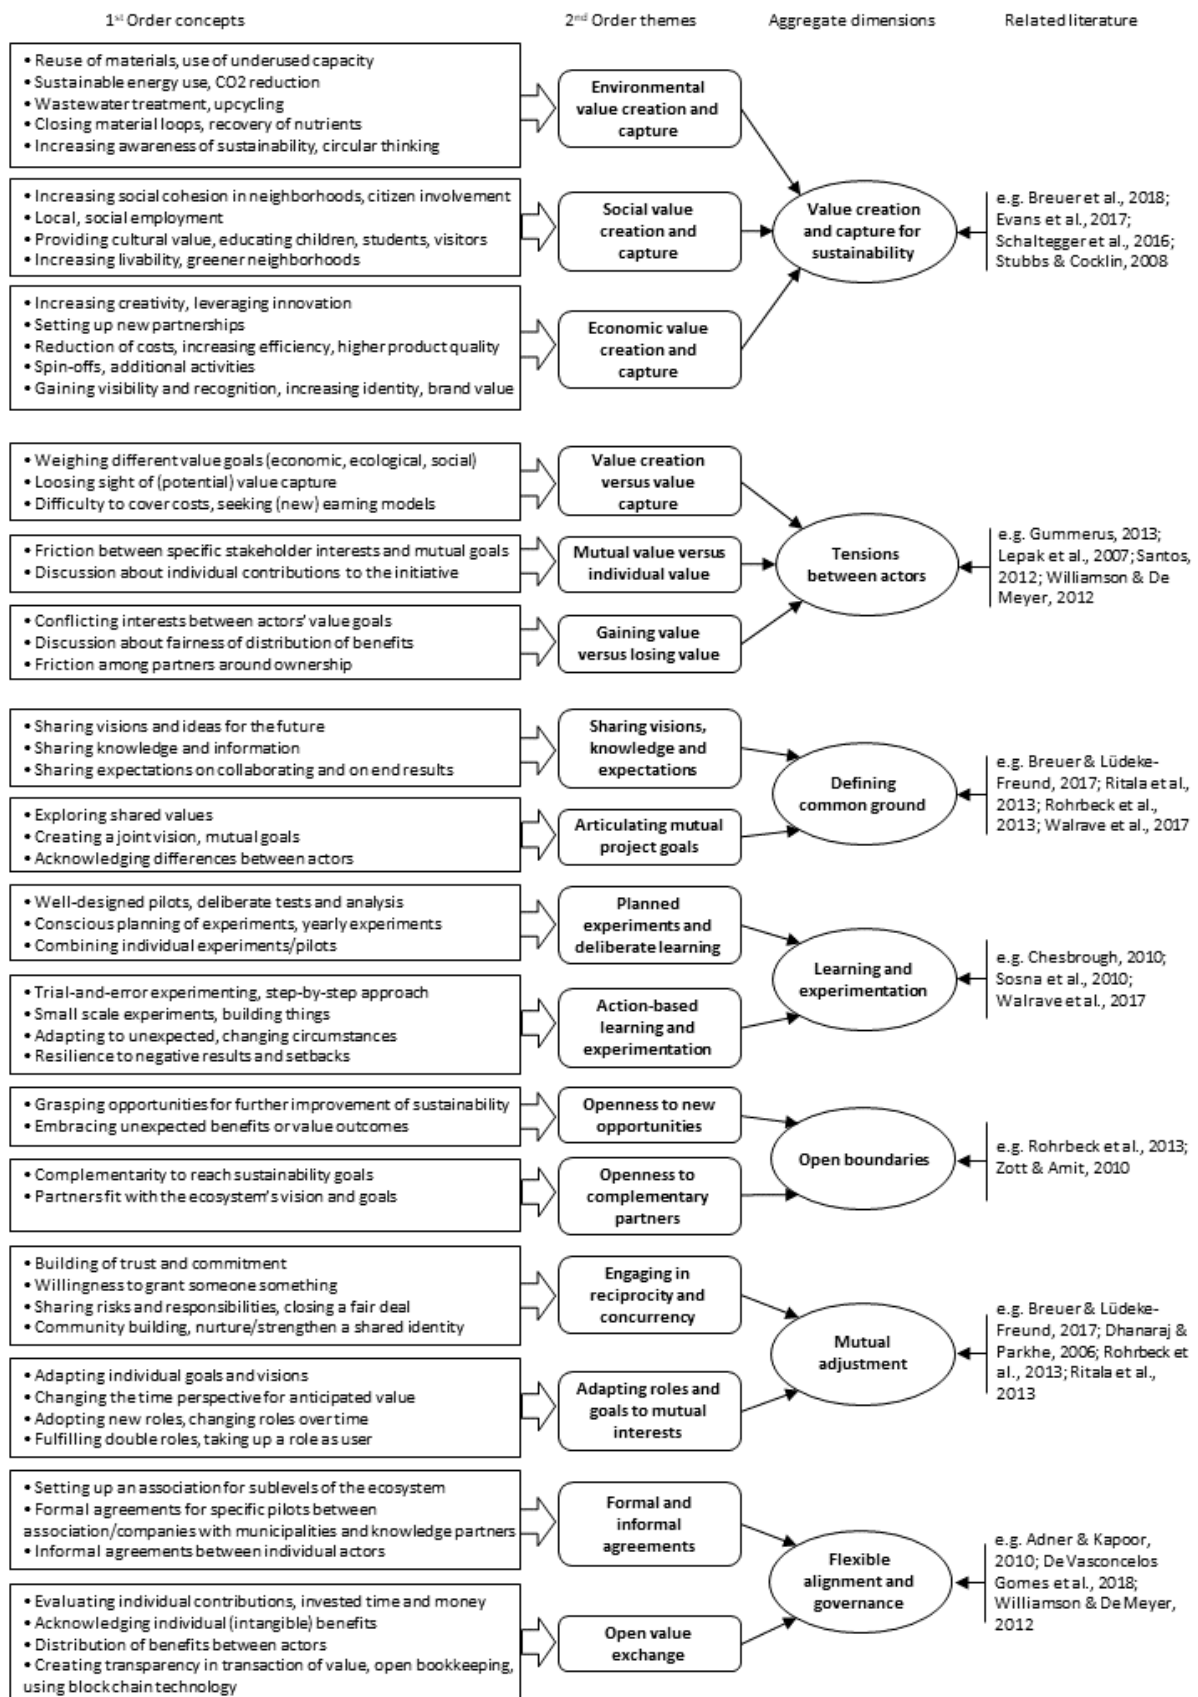 1st Order concepts
2nd Order themes
Aggregate dimensions
Related literature
• Reuse of materials, use of underused capacity
• Sustainable energy use, CO2 reduction
• Wastewater treatment, upcycling
• Closing material loops, recovery of nutrients
• Increasing awareness of sustainability, circular thinking
Environmental
value creation and
capture
• Increasing social cohesion in neighborhoods, citizen involvement
• Local, social employment
• Providing cultural value, educating children, students, visitors
• Increasing livability, greener neighborhoods
Social value
creation and
capture
• Increasing creativity, leveraging innovation
• Setting up new partnerships
• Reduction of costs, increasing efficiency, higher product quality
• Spin-offs, additional activities
• Gaining visibility and recognition, increasing identity, brand value
Economic value
creation and
capture
Value creation
and capture for
sustainability
e.g. Breuer et al., 2018;
Evans et al., 2017;
Schaltegger et al., 2016;
Stubbs & Cocklin, 2008
• Weighing different value goals (economic, ecological, social)
• Loosing sight of (potential) value capture
• Difficulty to cover costs, seeking (new) earning models
Value creation
versus value
capture
• Friction between specific stakeholder interests and mutual goals
• Discussion about individual contributions to the initiative
Mutual value versus
individual value
• Conflicting interests between actors' value goals
• Discussion about fairness of distribution of benefits
• Friction among partners around ownership
Gaining value
versus losing value
Tensions
between actors
e.g. Gummerus, 2013;
Lepak et al., 2007; Santos,
2012; Williamson & De
Meyer, 2012
• Sharing visions and ideas for the future
• Sharing knowledge and information
• Sharing expectations on collaborating and on end results
Sharing visions,
knowledge and
expectations
• Exploring shared values
• Creating a joint vision, mutual goals
• Acknowledging differences between actors
Articulating mutual
project goals
Defining
common ground
e.g. Breuer & Lüdeke-
Freund, 2017; Ritala et al.,
2013; Rohrbeck et al.,
2013; Walrave et al., 2017
• Well-designed pilots, deliberate tests and analysis
• Conscious planning of experiments, yearly experiments
• Combining individual experiments/pilots
Planned
experiments and
deliberate learning
• Trial-and-error experimenting, step-by-step approach
• Small scale experiments, building things
• Adapting to unexpected, changing circumstances
• Resilience to negative results and setbacks
Action-based
learning and
experimentation
Learning and
experimentation
e.g. Chesbrough, 2010;
Sosna et al., 2010;
Walrave et al., 2017
• Grasping opportunities for further improvement of sustainability
• Embracing unexpected benefits or value outcomes
Openness to new
opportunities
• Complementarity to reach sustainability goals
• Partners fit with the ecosystem's vision and goals
Openness to
complementary
partners
Open boundaries
e.g. Rohrbeck et al., 2013;
Zott & Amit, 2010
• Building of trust and commitment
• Willingness to grant someone something
• Sharing risks and responsibilities, closing a fair deal
• Community building, nurture/strengthen a shared identity
Engaging in
reciprocity and
concurrency
• Adapting individual goals and visions
• Changing the time perspective for anticipated value
• Adopting new roles, changing roles over time
• Fulfilling double roles, taking up a role as user
Adapting roles and
goals to mutual
interests
Mutual
adjustment
e.g. Breuer & Lüdeke-
Freund, 2017; Dhanaraj &
Parkhe, 2006; Rohrbeck et
al., 2013; Ritala et al.,
2013
• Setting up an association for sublevels of the ecosystem
• Formal agreements for specific pilots between
association/companies with municipalities and knowledge partners
• Informal agreements between individual actors
Formal and
informal
agreements
• Evaluating individual contributions, invested time and money
• Acknowledging individual (intangible) benefits
• Distribution of benefits between actors
• Creating transparency in transaction of value, open bookkeeping,
using blockchain technology
Open value
exchange
Flexible
alignment and
governance
e.g. Adner & Kapoor,
2010; De Vasconcelos
Gomes et al., 2018;
Williamson & De Meyer,
2012